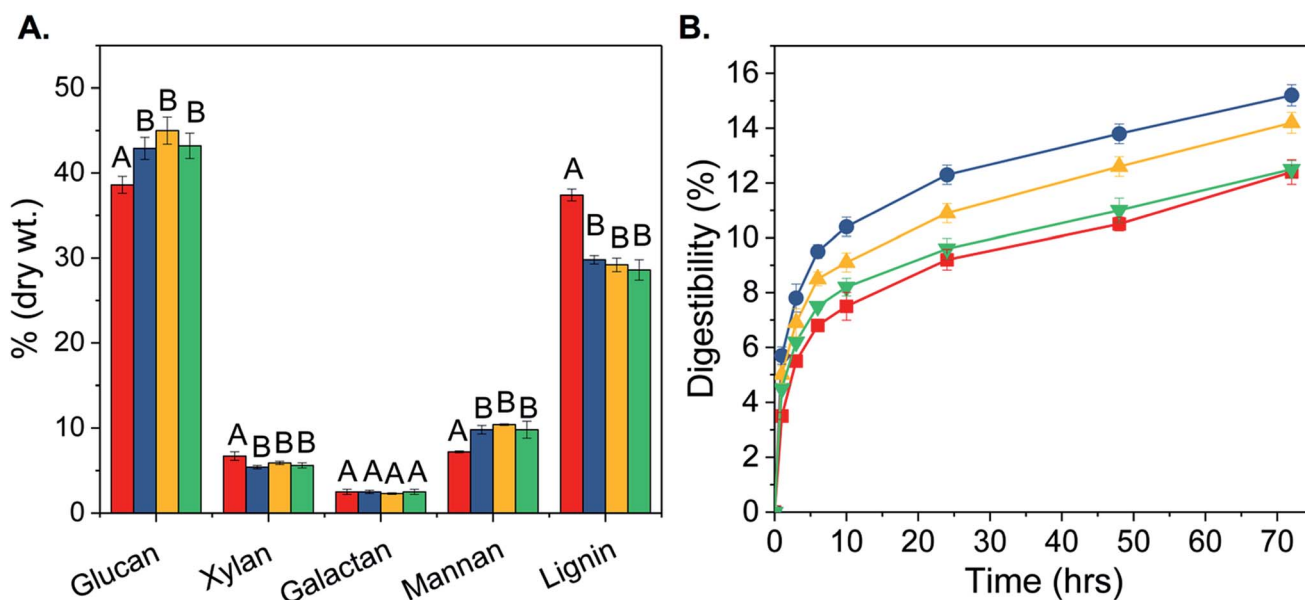 A.
% (dry wt.)
50
40
30
20
10
0
A B B B
A B B B
A A A A
A B B B
A B B B
Glucan
Xylan
Galactan
Mannan
Lignin
B.
Digestibility (%)
16
14
12
10
8
6
4
2
0
0 10 20 30 40 50 60 70
Time (hrs)